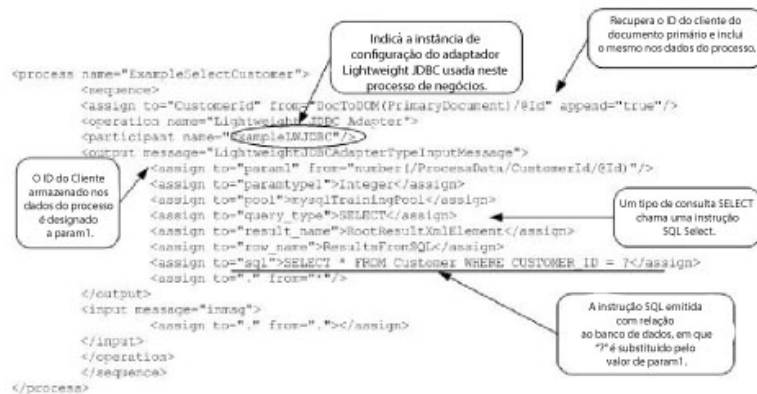 Recupera o ID do cliente do
documento primário e inclui
o mesmo nos dados do processo.
Indica a instância de
configuração do adaptador
Lightweight JDBC usada neste
processo de negócios.
<process name="ExampleSelectCustomer">
<sequence>
<assign to="CustomerId" from="DocToDOM(PrimaryDocument)/@Id" append="true"/>
<operation name="Lightweight JDBC Adapter">
<participant name="ExampleLWJDBC"/>
<output message="LightweightJDBCAdapterTypeInputMessage">
<assign to="param1" from="number(/ProcessData/CustomerId/@Id)"/>
<assign to="paramtype1">Integer</assign>
<assign to="pool">mysqlTrainingPool</assign>
<assign to="query_type">SELECT</assign>
<assign to="result_name">RootResultXmlElement</assign>
<assign to="row_name">ResultsFromSQL</assign>
<assign to="sql">SELECT * FROM Customer WHERE CUSTOMER_ID = ?</assign>
<assign to="." from="*"/>
</output>
<input message="inmsg">
<assign to="." from="."></assign>
</input>
</operation>
</sequence>
</process>
O ID do Cliente
armazenado nos
dados do processo
é designado
a param1.
Um tipo de consulta SELECT
chama uma instrução
SQL Select.
A instrução SQL emitida
com relação
ao banco de dados, em que
"?" é substituído pelo
valor de param1.